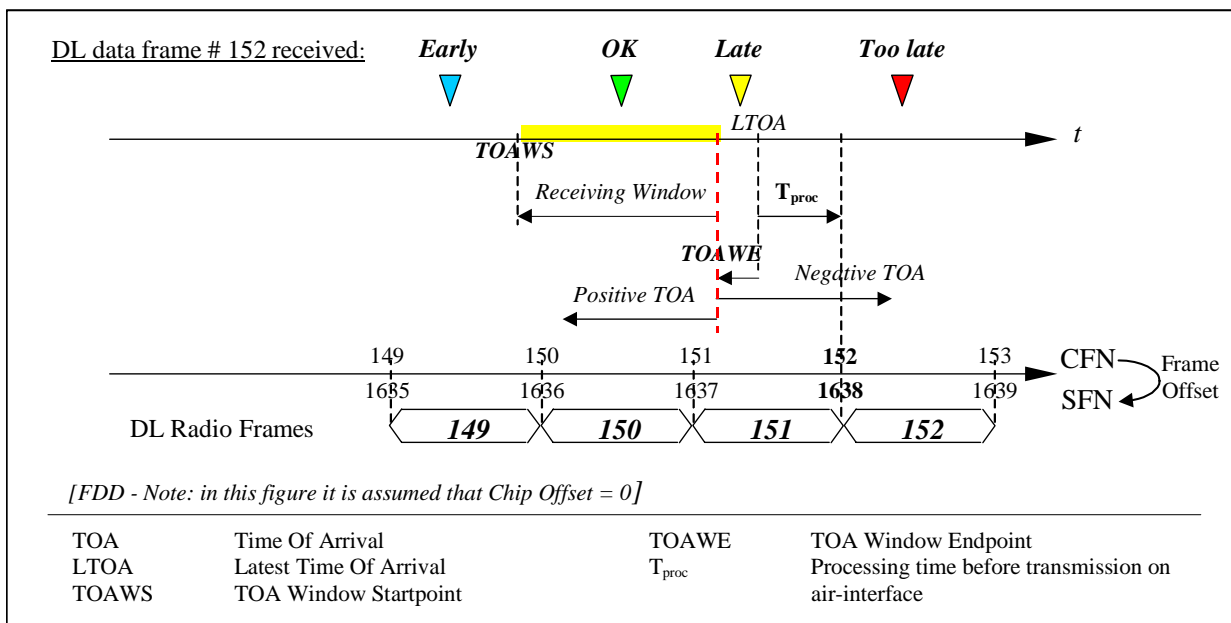 DL data frame # 152 received:
Early OK Late Too late
LTOA
t
TOAWS
Receiving Window
Tproc
TOAWE
Negative TOA
Positive TOA
149 150 151 152 153
CFN
Frame Offset
1635 1636 1637 1638 1639
SFN
DL Radio Frames
149 150 151 152
[FDD - Note: in this figure it is assumed that Chip Offset = 0]
TOA Time Of Arrival
LTOA Latest Time Of Arrival
TOAWS TOA Window Startpoint
TOAWE TOA Window Endpoint
Tproc Processing time before transmission on
air-interface